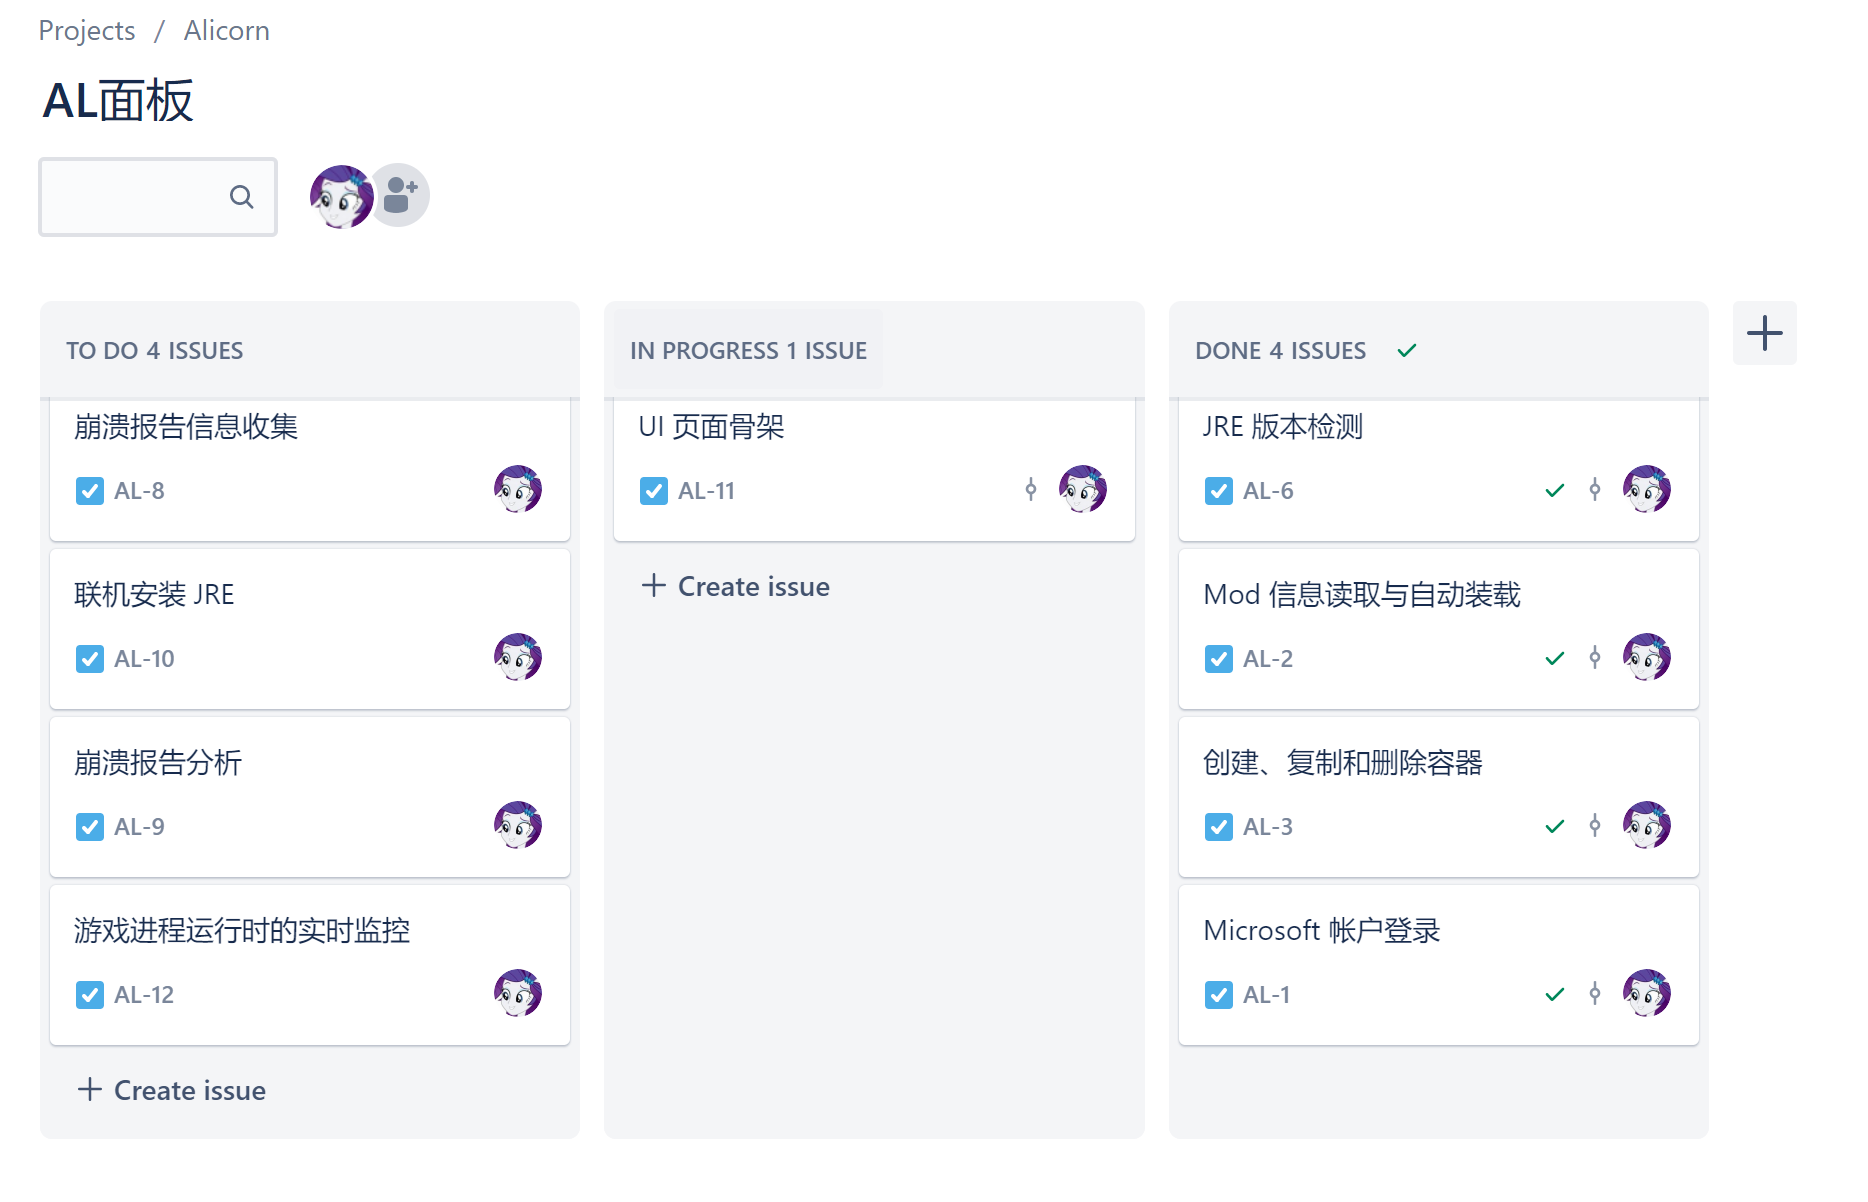 Projects / Alicorn
AL面板
TO DO 4 ISSUES
崩溃报告信息收集
AL-8
联机安装 JRE
AL-10
崩溃报告分析
AL-9
游戏进程运行时的实时监控
AL-12
Create issue
IN PROGRESS 1 ISSUE
UI 页面骨架
AL-11
Create issue
DONE 4 ISSUES
JRE 版本检测
AL-6
Mod 信息读取与自动装载
AL-2
创建、复制和删除容器
AL-3
Microsoft 帐户登录
AL-1